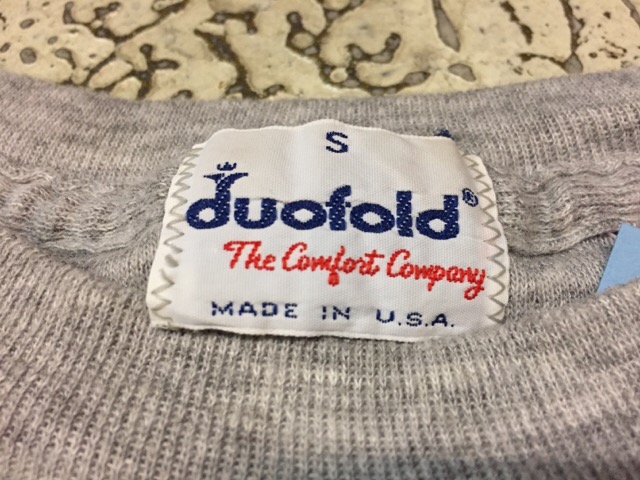 S
duofold®
The Comfort Company
MADE IN U.S.A.